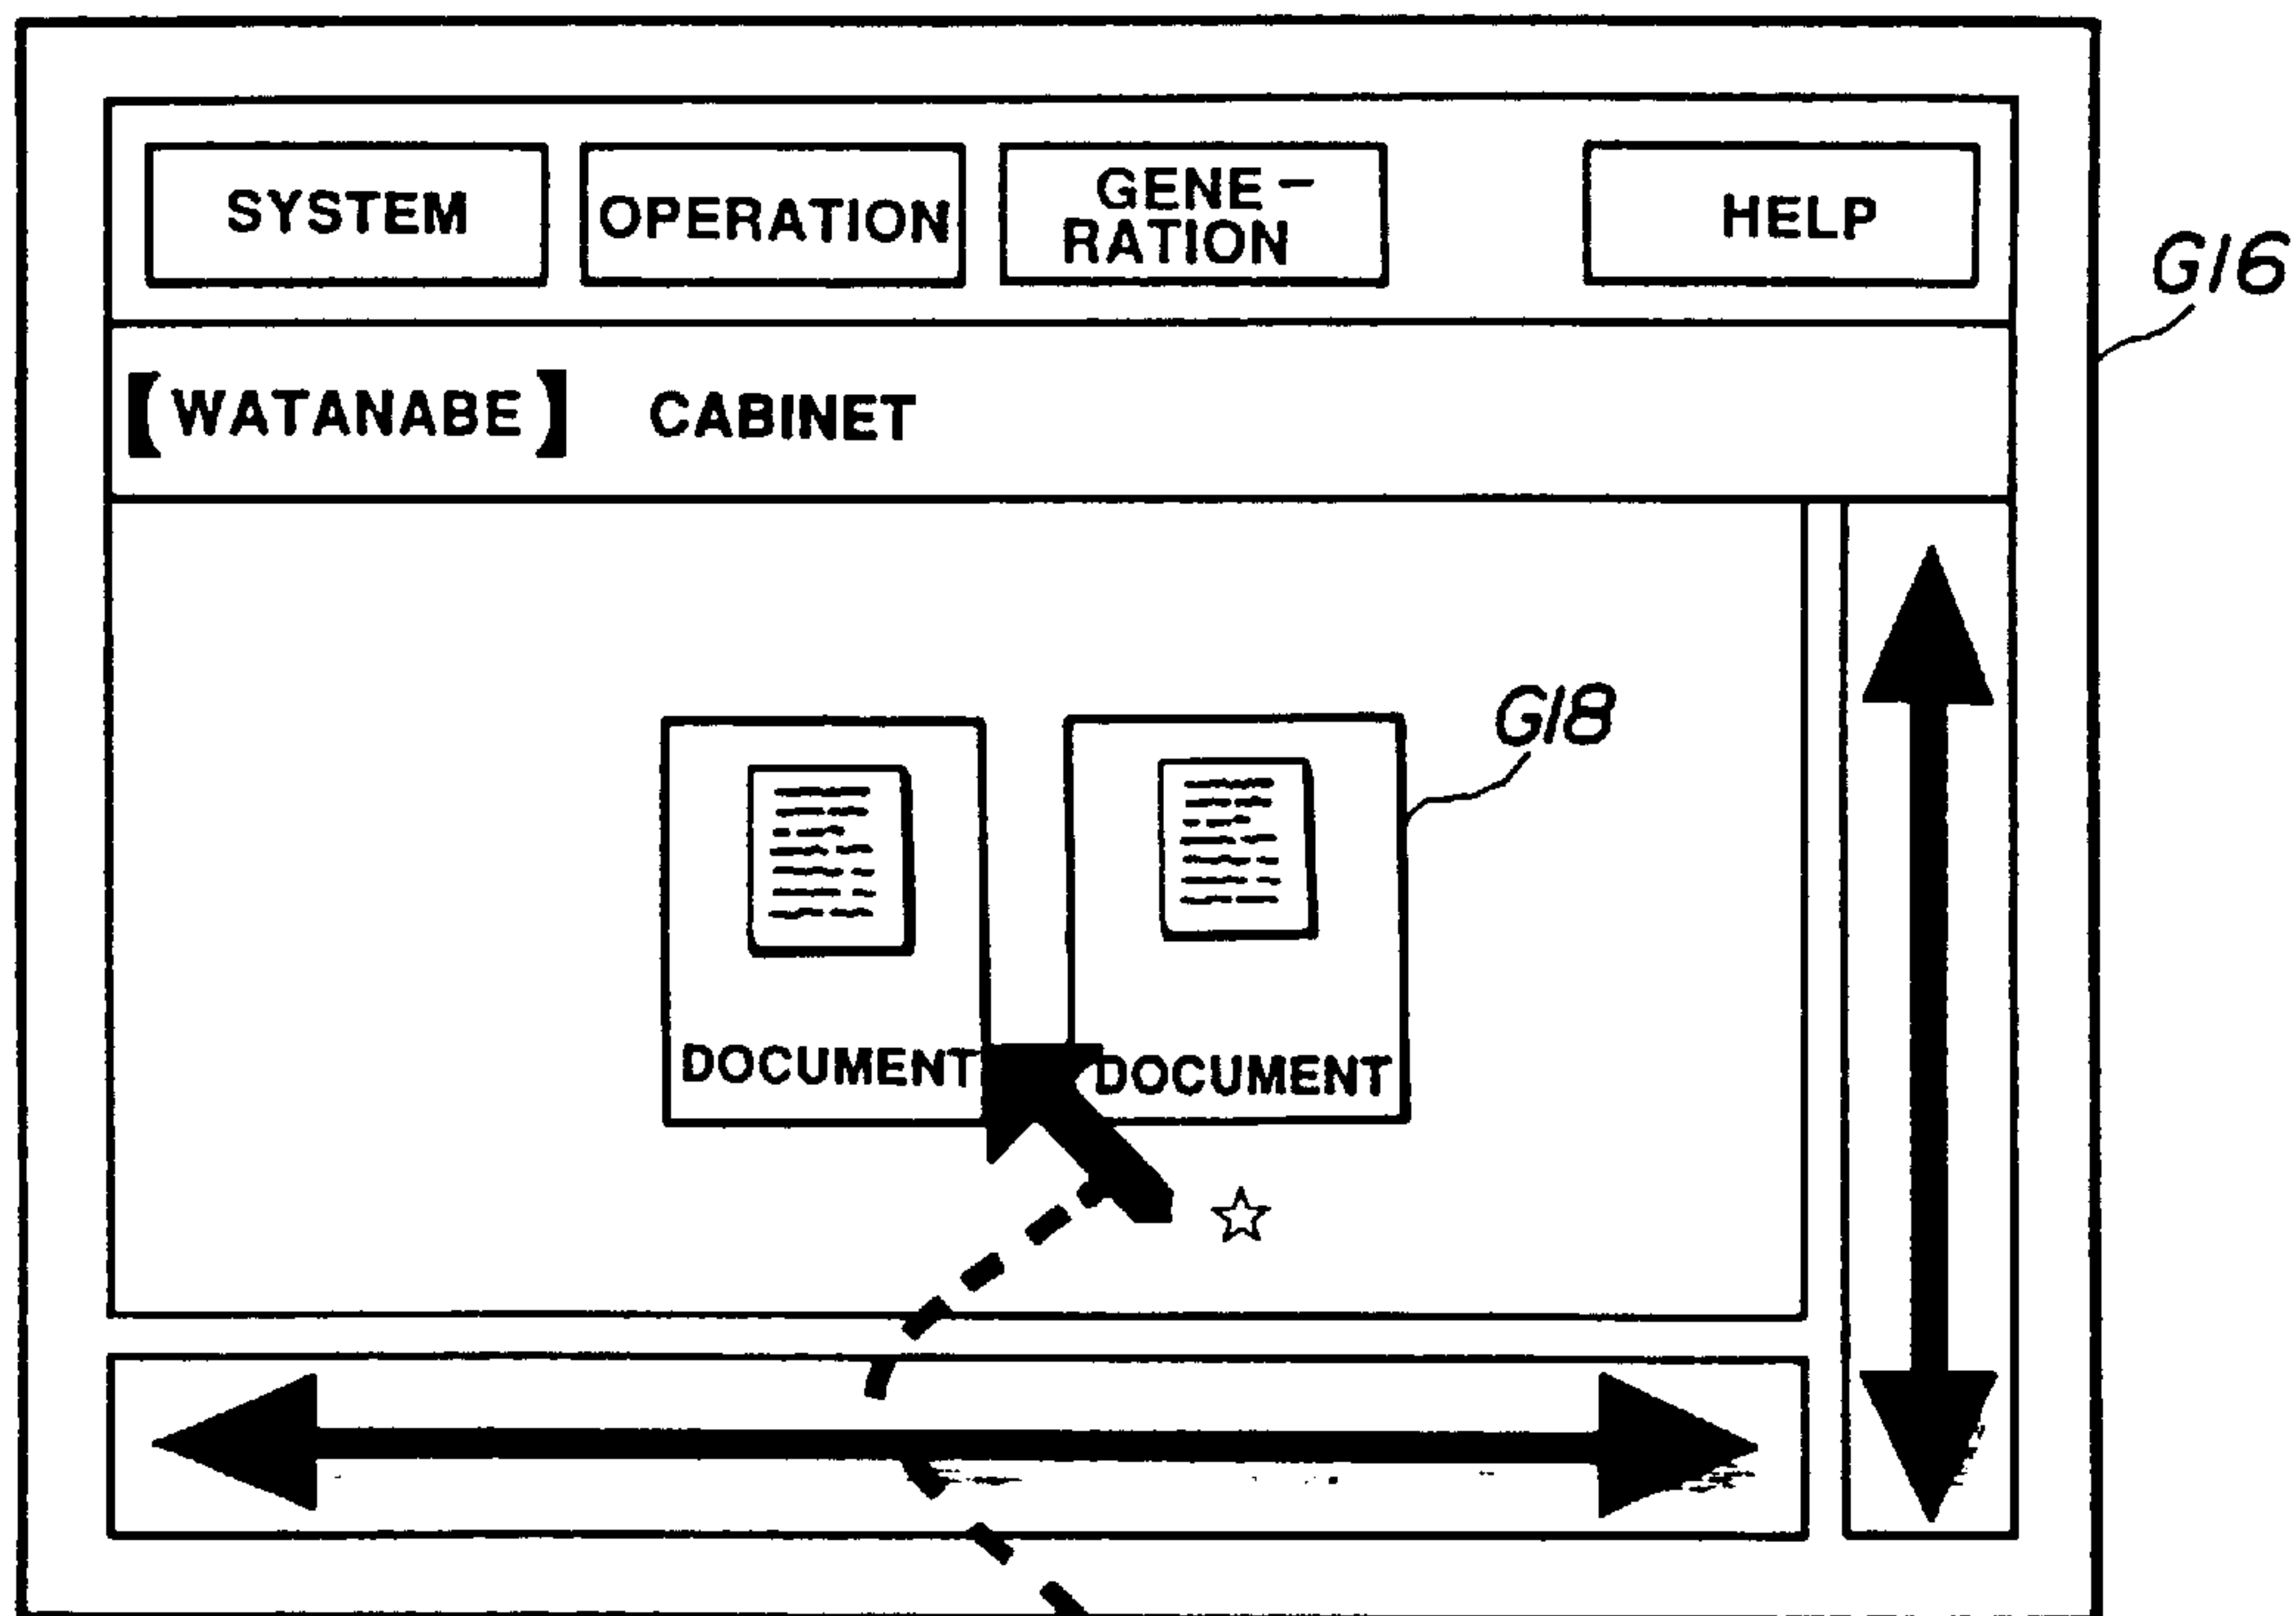 SYSTEM
OPERATION
GENE-
RATION
HELP
G16
【WATANABE】 CABINET
G18
DOCUMENT
DOCUMENT